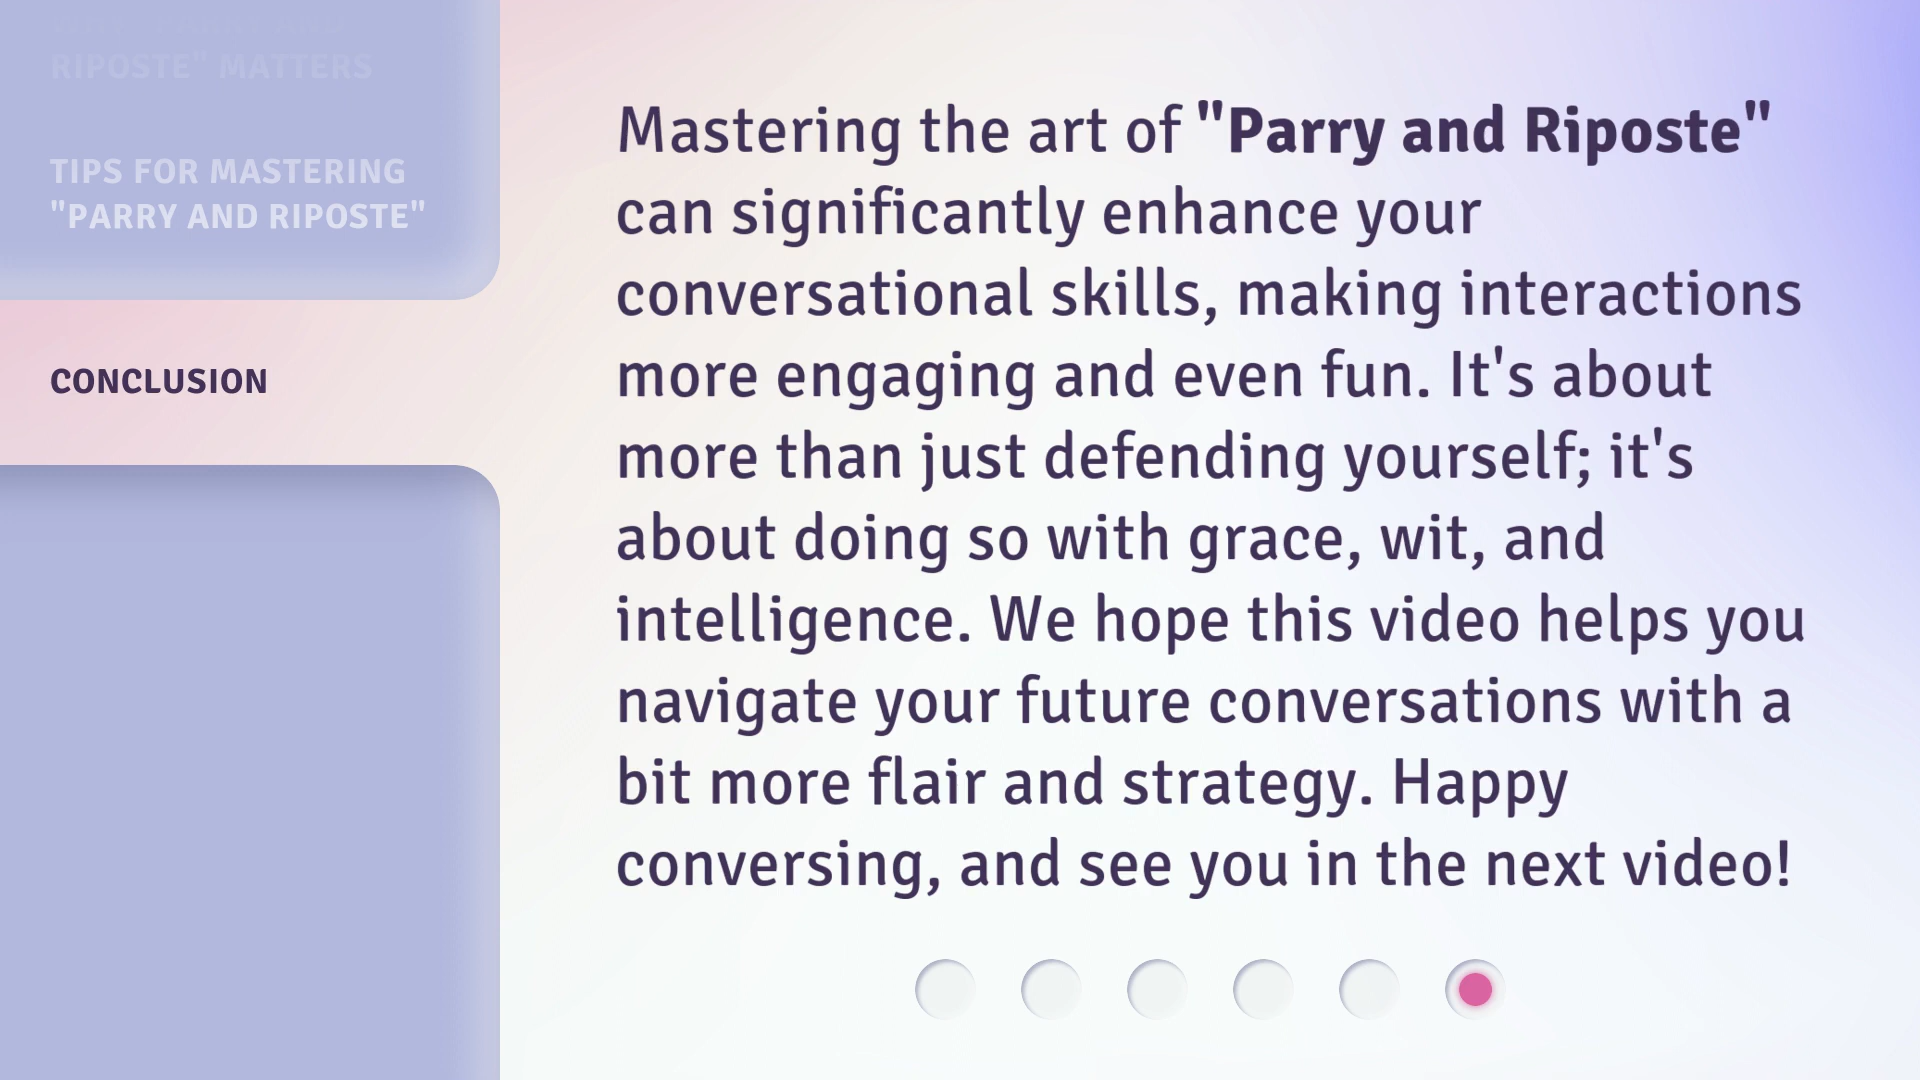 RIPOSTE" MATTERS
TIPS FOR MASTERING
"PARRY AND RIPOSTE"
CONCLUSION
Mastering the art of "Parry and Riposte"
can significantly enhance your
conversational skills, making interactions
more engaging and even fun. It's about
more than just defending yourself; it's
about doing so with grace, wit, and
intelligence. We hope this video helps you
navigate your future conversations with a
bit more flair and strategy. Happy
conversing, and see you in the next video!